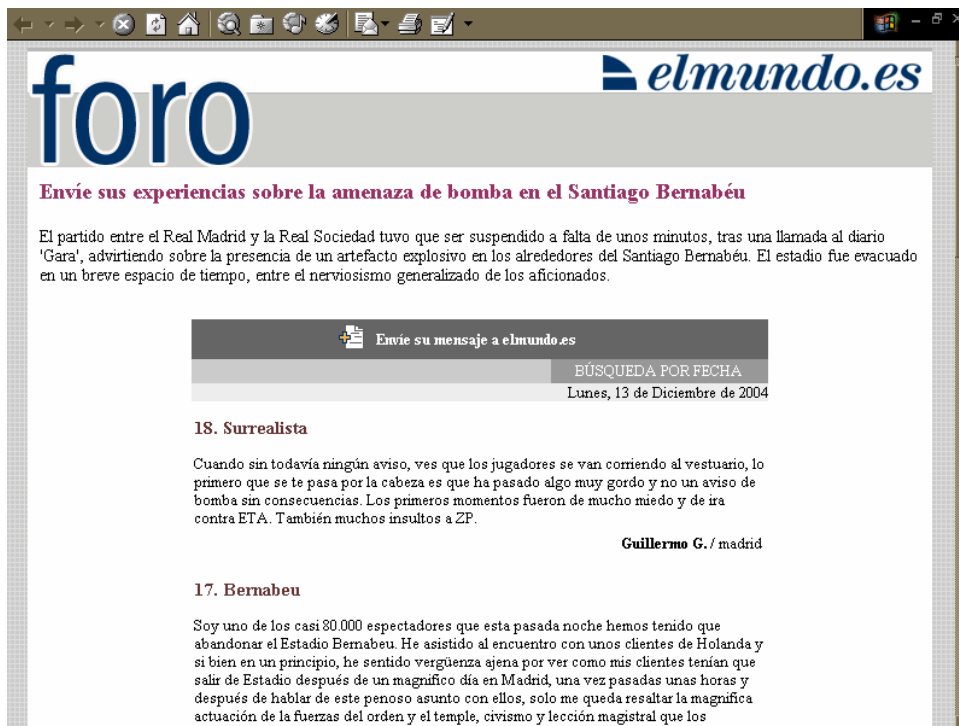 foro
elmundo.es
Envíe sus experiencias sobre la amenaza de bomba en el Santiago Bernabéu
El partido entre el Real Madrid y la Real Sociedad tuvo que ser suspendido a falta de unos minutos, tras una llamada al diario
'Gara', advirtiendo sobre la presencia de un artefacto explosivo en los alrededores del Santiago Bernabéu. El estadio fue evacuado
en un breve espacio de tiempo, entre el nerviosismo generalizado de los aficionados.
Envíe su mensaje a elmundo.es
BÚSQUEDA POR FECHA
Lunes, 13 de Diciembre de 2004
18. Surrealista
Cuando sin todavía ningún aviso, ves que los jugadores se van corriendo al vestuario, lo
primero que se te pasa por la cabeza es que ha pasado algo muy gordo y no un aviso de
bomba sin consecuencias. Los primeros momentos fueron de mucho miedo y de ira
contra ETA. También muchos insultos a ZP.
Guillermo G. / madrid
17. Bernabeu
Soy uno de los casi 80.000 espectadores que esta pasada noche hemos tenido que
abandonar el Estadio Bernabeu. He asistido al encuentro con unos clientes de Holanda y
si bien en un principio, he sentido vergüenza ajena por ver como mis clientes tenían que
salir de Estadio después de un magnifico día en Madrid, una vez pasadas unas horas y
después de hablar de este penoso asunto con ellos, solo me queda resaltar la magnifica
actuación de la fuerzas del orden y el temple, civismo y lección magistral que los